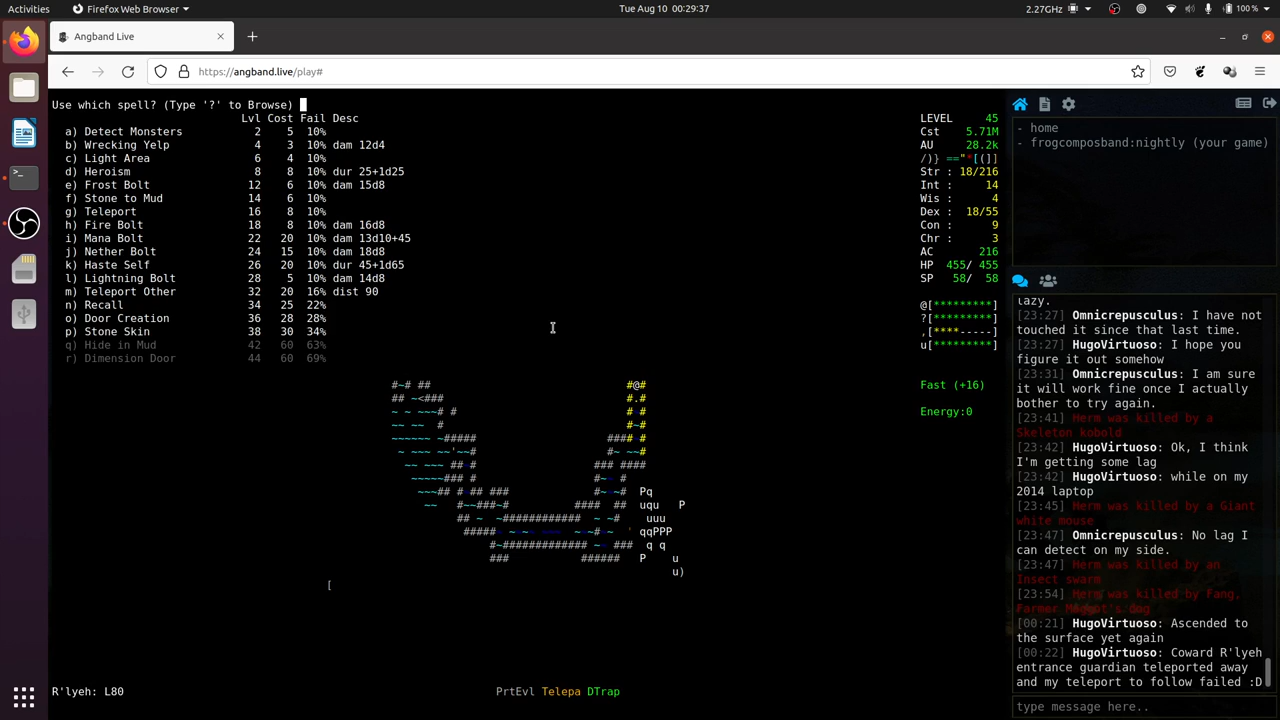 Activities
Firefox Web Browser
Tue Aug 10 00:29:37
2.27GHz
100 %
Angband Live
https://angband.live/play#
Use which spell? (Type '?' to Browse)
Lvl Cost Fail Desc
a) Detect Monsters 2 5 10%
b) Wrecking Yelp 4 3 10% dam 12d4
c) Light Area 6 4 10%
d) Heroism 8 8 10% dur 25+1d25
e) Frost Bolt 12 6 10% dam 15d8
f) Stone to Mud 14 6 10%
g) Teleport 16 8 10%
h) Fire Bolt 18 8 10% dam 16d8
i) Mana Bolt 22 20 10% dam 13d10+45
j) Nether Bolt 24 15 10% dam 18d8
k) Haste Self 26 20 10% dur 45+1d65
l) Lightning Bolt 28 5 10% dam 14d8
m) Teleport Other 32 20 16% dist 90
n) Recall 34 25 22%
o) Door Creation 36 28 28%
p) Stone Skin 38 30 34%
q) Hide in Mud 42 60 63%
r) Dimension Door 44 60 69%
LEVEL 45
Cst 5.71M
AU 28.2k
/)} =="*[(]]
Str : 18/216
Int : 14
Wis : 4
Dex : 18/55
Con : 9
Chr : 3
AC 216
HP 455/ 455
SP 58/ 58
@[*********]
?[*********]
,[****-----]
u[*********]
Fast (+16)
Energy:0
Pq
uqu P
uuu
qqPPP
q q
P u
u)
[
R'lyeh: L80
PrtEvl Telepa DTrap
- home
- frogcomposband:nightly (your game)
lazy.
[23:27] Omnicrepusculus: I have not
touched it since that last time.
[23:27] HugoVirtuoso: I hope you
figure it out somehow
[23:31] Omnicrepusculus: I am sure
it will work fine once I actually
bother to try again.
[23:41] Herm was killed by a
Skeleton kobold
[23:42] HugoVirtuoso: Ok, I think
I'm getting some lag
[23:42] HugoVirtuoso: while on my
2014 laptop
[23:45] Herm was killed by a Giant
white mouse
[23:47] Omnicrepusculus: No lag I
can detect on my side.
[23:47] Herm was killed by an
Insect swarm
[23:54] Herm was killed by Fang,
Farmer Maggot's dog
[00:21] HugoVirtuoso: Ascended to
the surface yet again
[00:22] HugoVirtuoso: Coward R'lyeh
entrance guardian teleported away
and my teleport to follow failed :D
type message here..